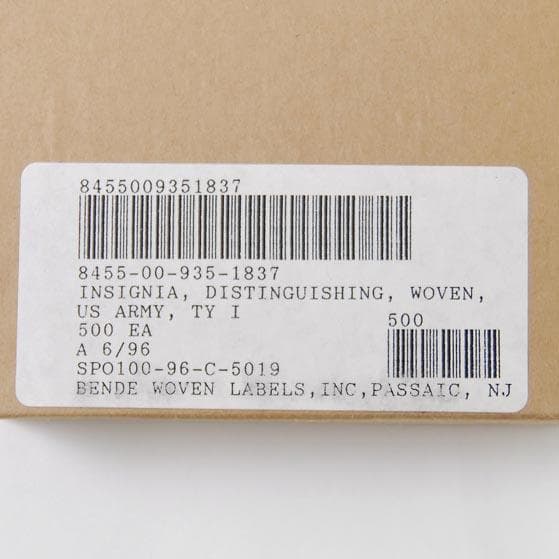 8455009351837
8455-00-935-1837
INSIGNIA, DISTINGUISHING, WOVEN,
US ARMY, TY I
500 EA
500
A 6/96
SPO100-96-C-5019
BENDE WOVEN LABELS,INC,PASSAIC, NJ